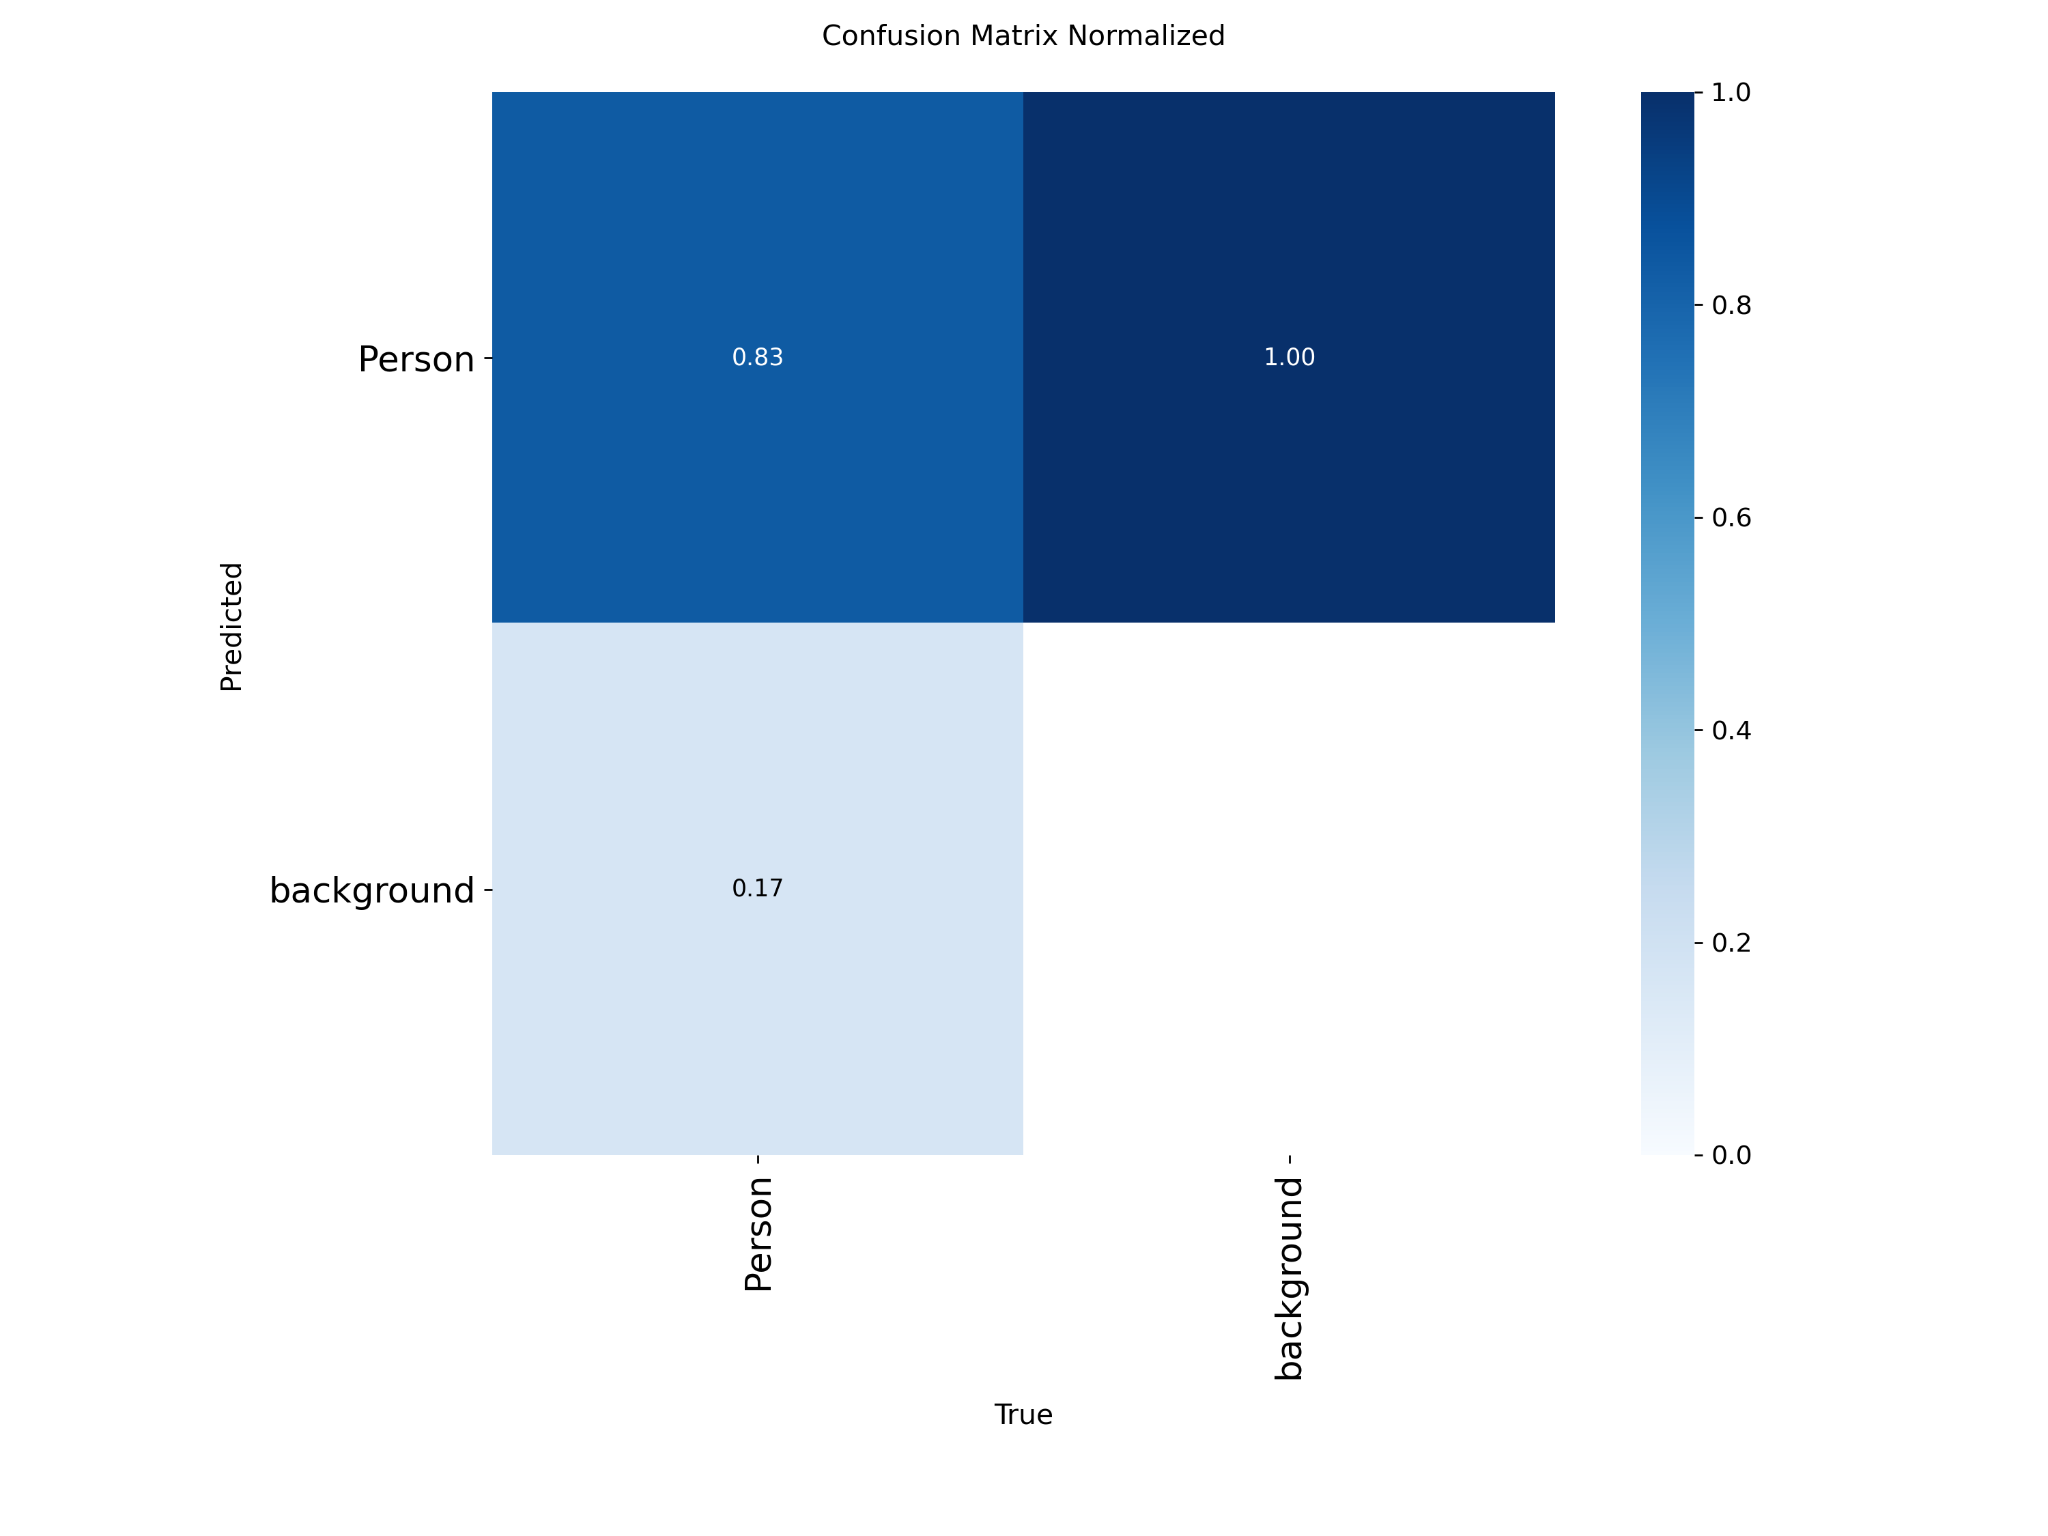 Confusion Matrix Normalized
1.0
0.8
Person
0.83
1.00
0.6
Predicted
0.4
background
0.17
0.2
0.0
Person
background
True